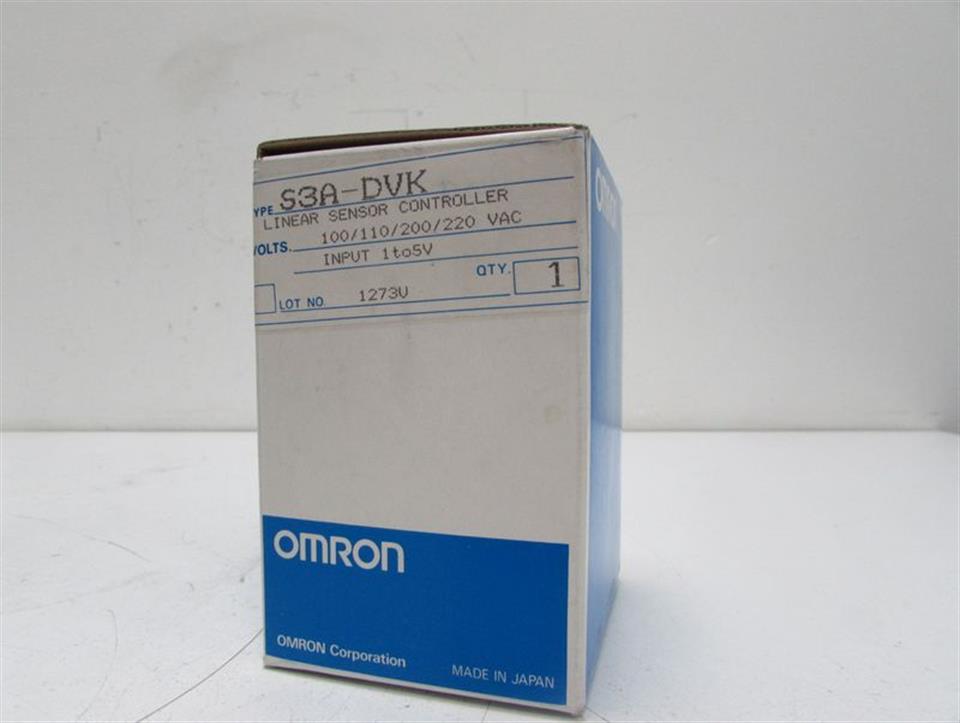 TYPE S3A-DVK
LINEAR SENSOR CONTROLLER
VOLTS. 100/110/200/220 VAC
INPUT 1to5V
QTY. 1
LOT NO. 1273U
OMRON
OMRON Corporation
MADE IN JAPAN
OMRON